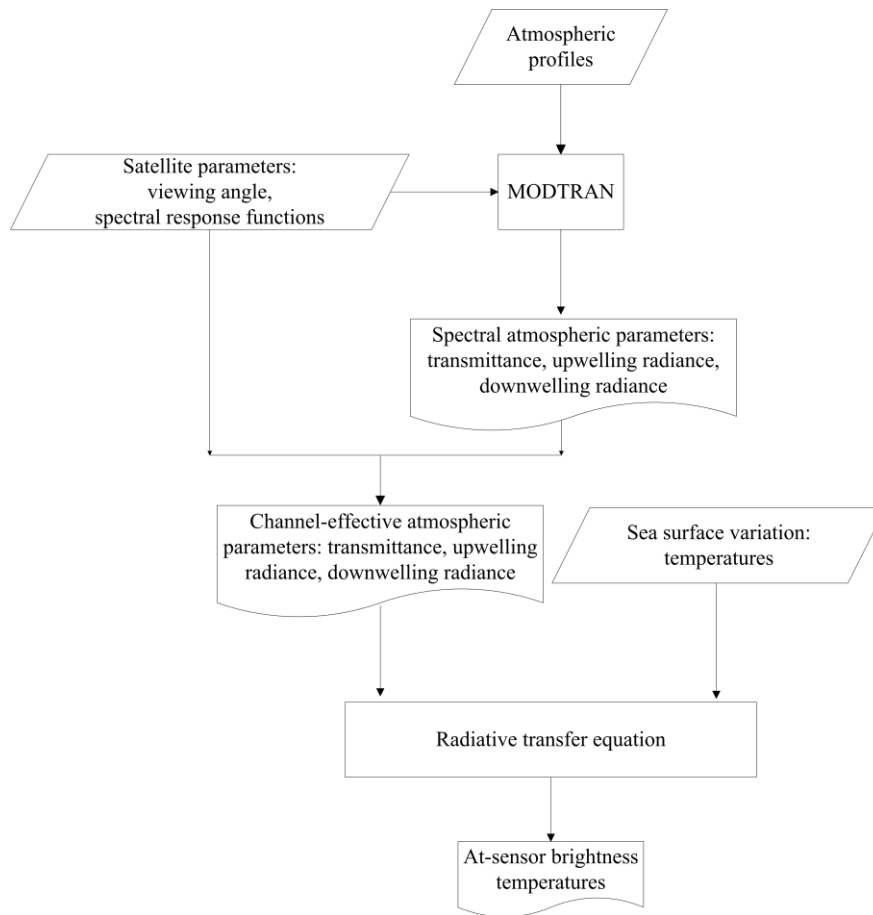 Atmospheric
profiles
Satellite parameters:
viewing angle,
spectral response functions
MODTRAN
Spectral atmospheric parameters:
transmittance, upwelling radiance,
downwelling radiance
Channel-effective atmospheric
parameters: transmittance, upwelling
radiance, downwelling radiance
Sea surface variation:
temperatures
Radiative transfer equation
At-sensor brightness
temperatures